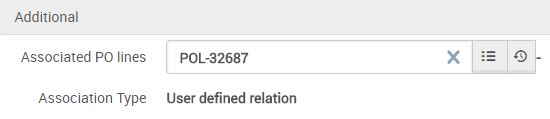 Additional
Associated PO lines POL-32687 -
Association Type User defined relation